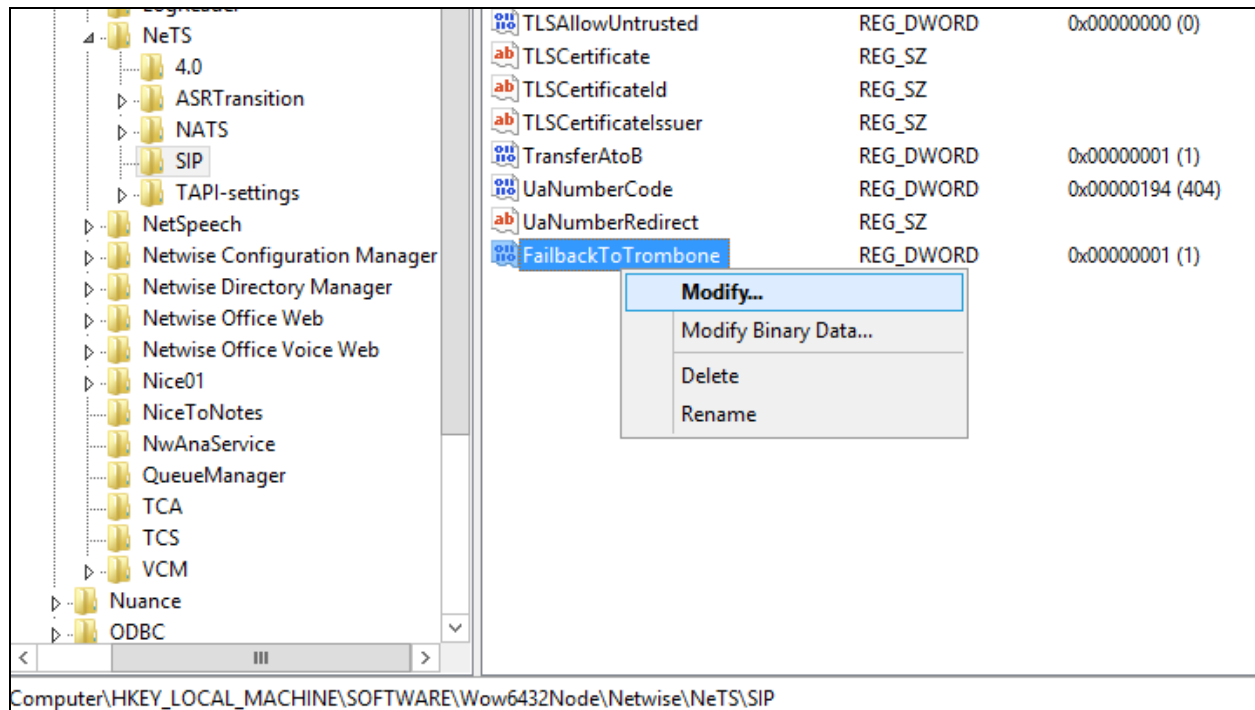 NeTS
4.0
ASRTransition
NATS
SIP
TAPI-settings
NetSpeech
Netwise Configuration Manager
Netwise Directory Manager
Netwise Office Web
Netwise Office Voice Web
Nice01
NiceToNotes
NwAnaService
QueueManager
TCA
TCS
VCM
Nuance
ODBC
TLSAllowUntrusted REG_DWORD 0x00000000 (0)
TLSCertificate REG_SZ
TLSCertificateId REG_SZ
TLSCertificateIssuer REG_SZ
TransferAtoB REG_DWORD 0x00000001 (1)
UaNumberCode REG_DWORD 0x00000194 (404)
UaNumberRedirect REG_SZ
FailbackToTrombone REG_DWORD 0x00000001 (1)
Modify...
Modify Binary Data...
Delete
Rename
Computer\HKEY_LOCAL_MACHINE\SOFTWARE\Wow6432Node\Netwise\NeTS\SIP